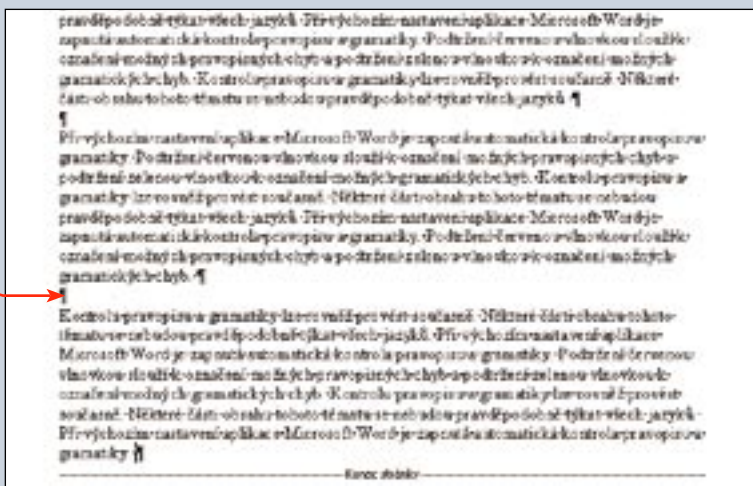 pravděpodobně·týkat·všech·jazyků.·Při·výchozím·nastavení·aplikace·Microsoft·Word·je·
zapnutá·automatická·kontrola·pravopisu·a·gramatiky.·Podtržení·červenou·vlnovkou·slouží·k·
označení·možných·pravopisných·chyb·a·podtržení·zelenou·vlnovkou·k·označení·možných·
gramatických·chyb.·Kontrolu·pravopisu·a·gramatiky·lze·rovněž·provést·současně.·Některé·
části·obsahu·tohoto·tématu·se·nebudou·pravděpodobně·týkat·všech·jazyků.·¶
¶
Při·výchozím·nastavení·aplikace·Microsoft·Word·je·zapnutá·automatická·kontrola·pravopisu·a·
gramatiky.·Podtržení·červenou·vlnovkou·slouží·k·označení·možných·pravopisných·chyb·a·
podtržení·zelenou·vlnovkou·k·označení·možných·gramatických·chyb.·Kontrolu·pravopisu·a·
gramatiky·lze·rovněž·provést·současně.·Některé·části·obsahu·tohoto·tématu·se·nebudou·
pravděpodobně·týkat·všech·jazyků.·Při·výchozím·nastavení·aplikace·Microsoft·Word·je·
zapnutá·automatická·kontrola·pravopisu·a·gramatiky.·Podtržení·červenou·vlnovkou·slouží·k·
označení·možných·pravopisných·chyb·a·podtržení·zelenou·vlnovkou·k·označení·možných·
gramatických·chyb.·¶
¶
Kontrolu·pravopisu·a·gramatiky·lze·rovněž·provést·současně.·Některé·části·obsahu·tohoto·
tématu·se·nebudou·pravděpodobně·týkat·všech·jazyků.·Při·výchozím·nastavení·aplikace·
Microsoft·Word·je·zapnutá·automatická·kontrola·pravopisu·a·gramatiky.·Podtržení·červenou·
vlnovkou·slouží·k·označení·možných·pravopisných·chyb·a·podtržení·zelenou·vlnovkou·k·
označení·možných·gramatických·chyb.·Kontrolu·pravopisu·a·gramatiky·lze·rovněž·provést·
současně.·Některé·části·obsahu·tohoto·tématu·se·nebudou·pravděpodobně·týkat·všech·jazyků.·
Při·výchozím·nastavení·aplikace·Microsoft·Word·je·zapnutá·automatická·kontrola·pravopisu·a·
gramatiky.¶
Konec stránky